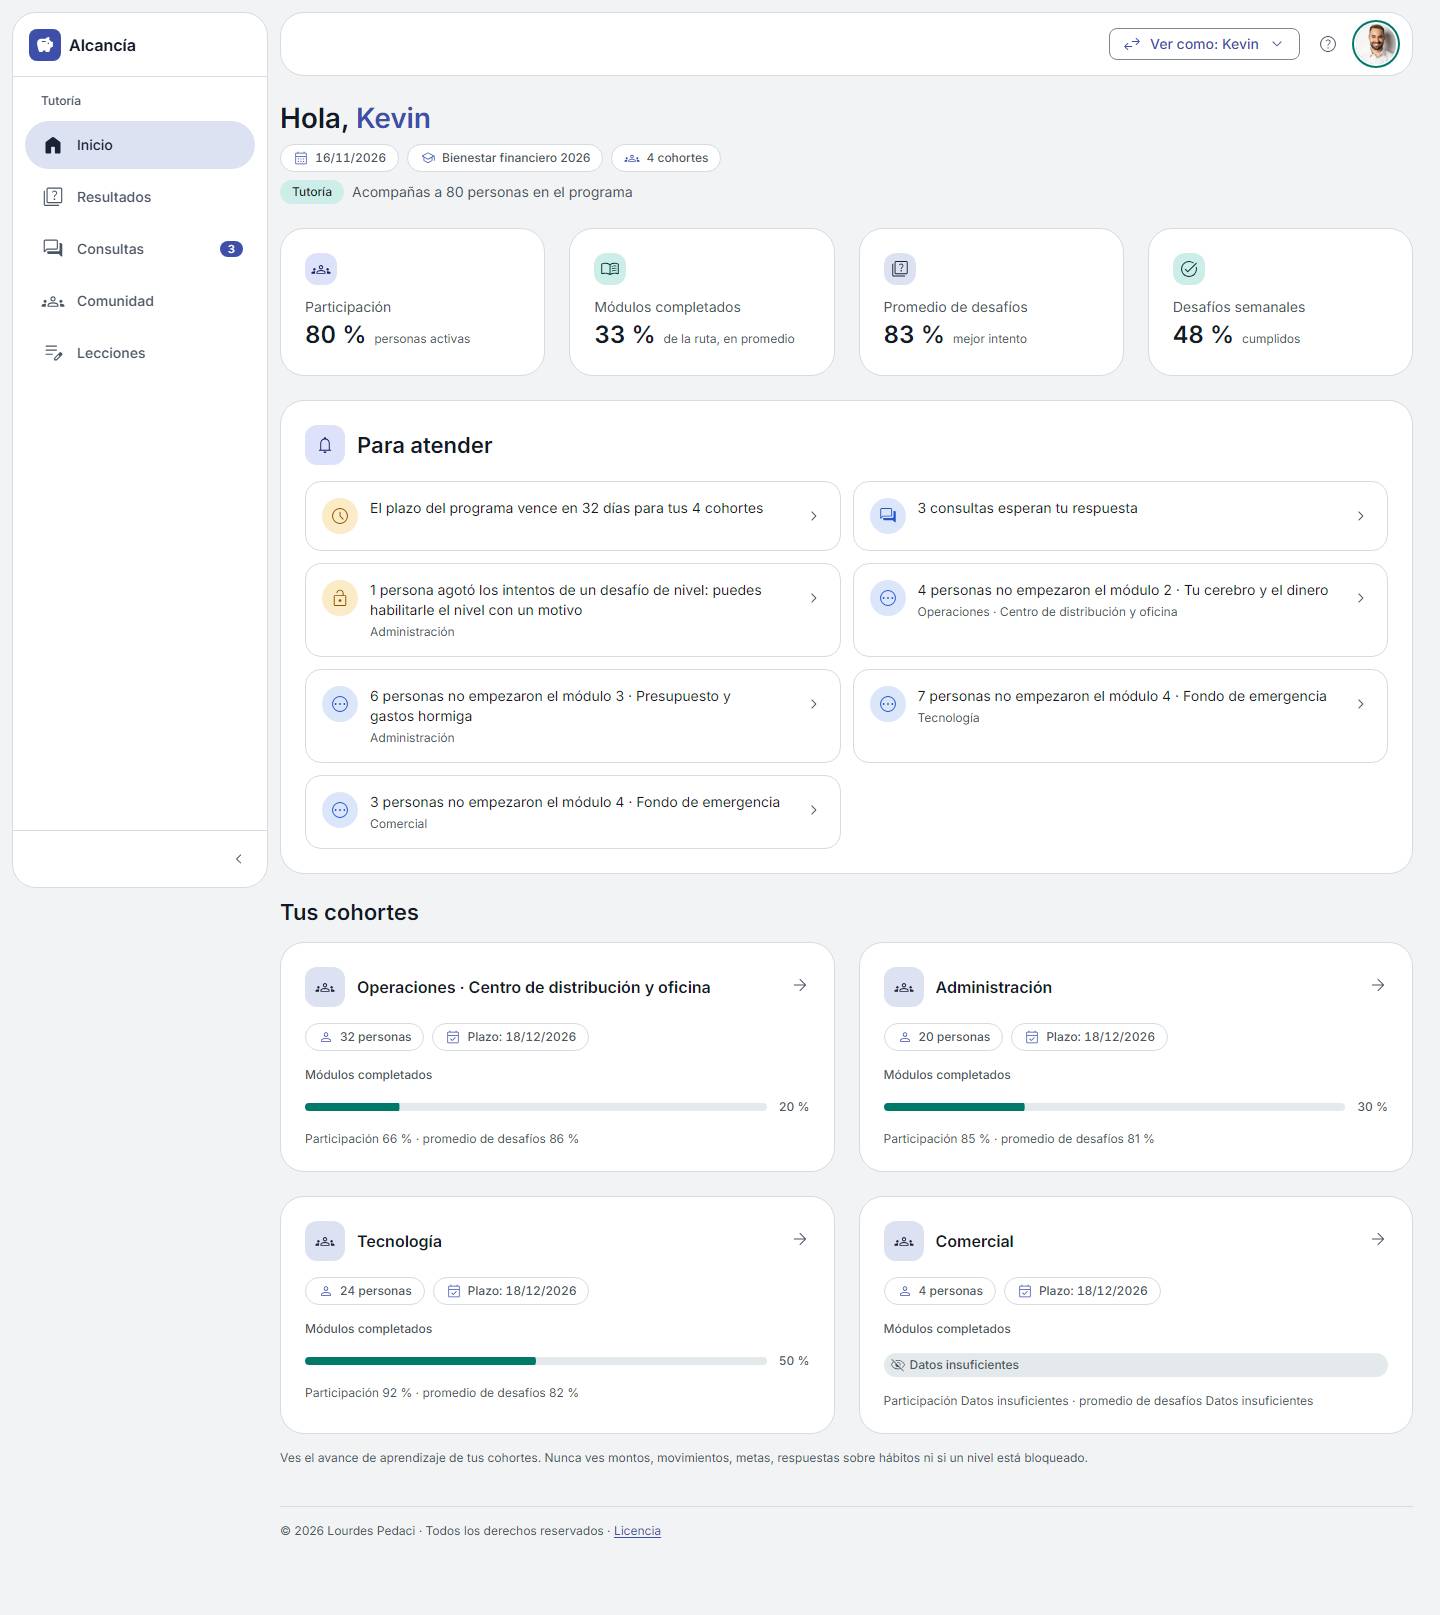 Alcancía
Ver como: Kevin
Tutoría
Inicio
Resultados
Consultas 3
Comunidad
Lecciones
Hola, Kevin
16/11/2026 Bienestar financiero 2026 4 cohortes
Tutoría Acompañas a 80 personas en el programa
Participación
80 % personas activas
Módulos completados
33 % de la ruta, en promedio
Promedio de desafíos
83 % mejor intento
Desafíos semanales
48 % cumplidos
Para atender
El plazo del programa vence en 32 días para tus 4 cohortes
3 consultas esperan tu respuesta
1 persona agotó los intentos de un desafío de nivel: puedes
habilitarle el nivel con un motivo
Administración
4 personas no empezaron el módulo 2 · Tu cerebro y el dinero
Operaciones · Centro de distribución y oficina
6 personas no empezaron el módulo 3 · Presupuesto y
gastos hormiga
Administración
7 personas no empezaron el módulo 4 · Fondo de emergencia
Tecnología
3 personas no empezaron el módulo 4 · Fondo de emergencia
Comercial
Tus cohortes
Operaciones · Centro de distribución y oficina
32 personas Plazo: 18/12/2026
Módulos completados
20 %
Participación 66 % · promedio de desafíos 86 %
Administración
20 personas Plazo: 18/12/2026
Módulos completados
30 %
Participación 85 % · promedio de desafíos 81 %
Tecnología
24 personas Plazo: 18/12/2026
Módulos completados
50 %
Participación 92 % · promedio de desafíos 82 %
Comercial
4 personas Plazo: 18/12/2026
Módulos completados
Datos insuficientes
Participación Datos insuficientes · promedio de desafíos Datos insuficientes
Ves el avance de aprendizaje de tus cohortes. Nunca ves montos, movimientos, metas, respuestas sobre hábitos ni si un nivel está bloqueado.
© 2026 Lourdes Pedaci · Todos los derechos reservados · Licencia